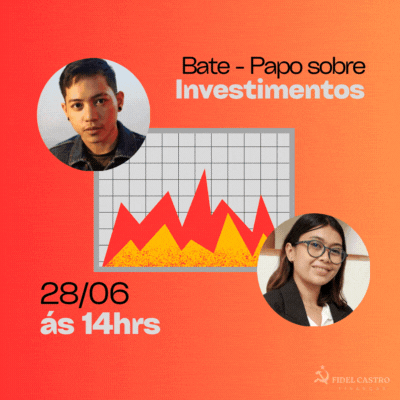 Bate - Papo sobre
Investimentos
28/06
ás 14hrs
FIDEL CASTRO